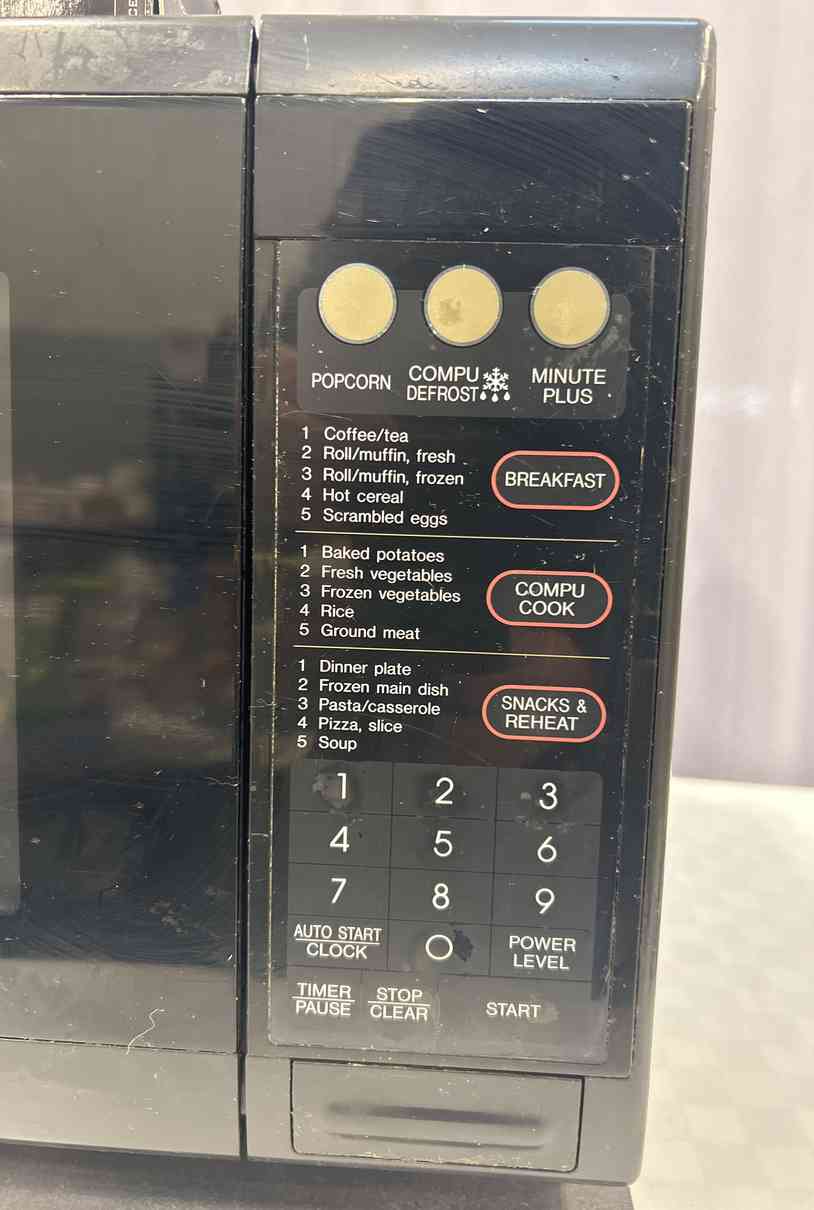 POPCORN
COMPU
DEFROST
MINUTE
PLUS
1 Coffee/tea
2 Roll/muffin, fresh
3 Roll/muffin, frozen
4 Hot cereal
5 Scrambled eggs
BREAKFAST
1 Baked potatoes
2 Fresh vegetables
3 Frozen vegetables
4 Rice
5 Ground meat
COMPU
COOK
1 Dinner plate
2 Frozen main dish
3 Pasta/casserole
4 Pizza, slice
5 Soup
SNACKS &
REHEAT
1 2 3
4 5 6
7 8 9
AUTO START
CLOCK
0
POWER
LEVEL
TIMER
PAUSE
STOP
CLEAR
START